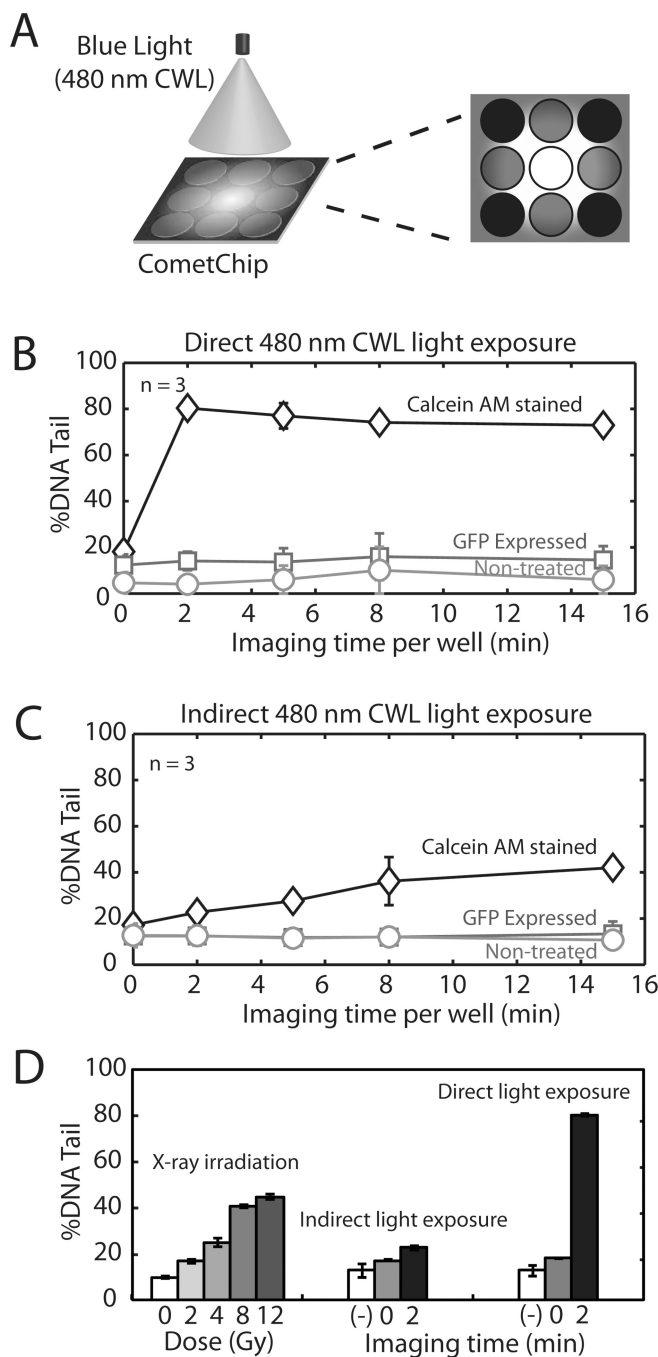 A
Blue Light
(480 nm CWL)
CometChip
B
Direct 480 nm CWL light exposure
n = 3
Calcein AM stained
GFP Expressed
Non-treated
%DNA Tail
100
80
60
40
20
0
0 2 4 6 8 10 12 14 16
Imaging time per well (min)
C
Indirect 480 nm CWL light exposure
n = 3
Calcein AM stained
GFP Expressed
Non-treated
%DNA Tail
100
80
60
40
20
0
0 2 4 6 8 10 12 14 16
Imaging time per well (min)
D
Direct light exposure
X-ray irradiation
Indirect light exposure
%DNA Tail
100
80
60
40
20
0
0 2 4 8 12 (-) 0 2 (-) 0 2
Dose (Gy) Imaging time (min)